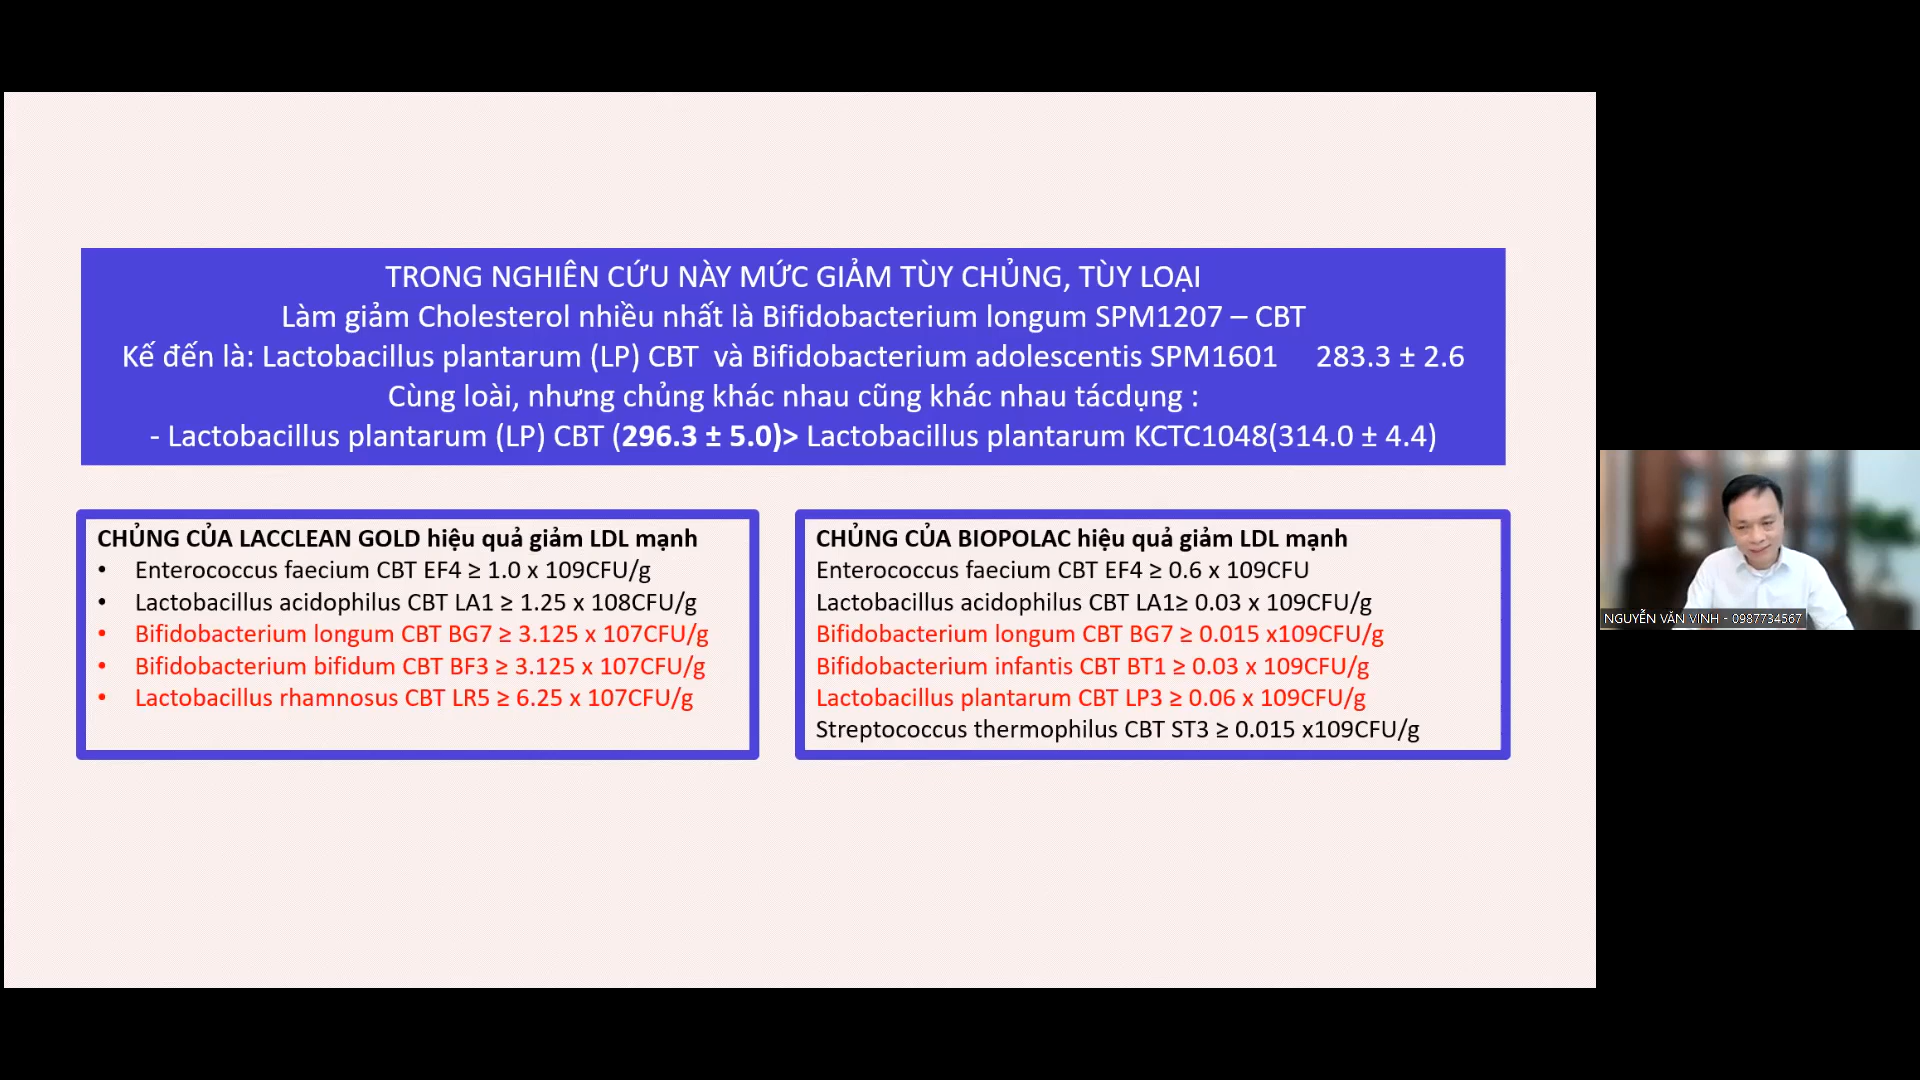 TRONG NGHIÊN CỨU NÀY MỨC GIẢM TÙY CHỦNG, TÙY LOẠI
Làm giảm Cholesterol nhiều nhất là Bifidobacterium longum SPM1207 – CBT
Kế đến là: Lactobacillus plantarum (LP) CBT và Bifidobacterium adolescentis SPM1601 283.3 ± 2.6
Cùng loài, nhưng chủng khác nhau cũng khác nhau tácdụng :
- Lactobacillus plantarum (LP) CBT (296.3 ± 5.0)> Lactobacillus plantarum KCTC1048(314.0 ± 4.4)
CHỦNG CỦA LACCLEAN GOLD hiệu quả giảm LDL mạnh
• Enterococcus faecium CBT EF4 ≥ 1.0 x 109CFU/g
• Lactobacillus acidophilus CBT LA1 ≥ 1.25 x 108CFU/g
• Bifidobacterium longum CBT BG7 ≥ 3.125 x 107CFU/g
• Bifidobacterium bifidum CBT BF3 ≥ 3.125 x 107CFU/g
• Lactobacillus rhamnosus CBT LR5 ≥ 6.25 x 107CFU/g
CHỦNG CỦA BIOPOLAC hiệu quả giảm LDL mạnh
Enterococcus faecium CBT EF4 ≥ 0.6 x 109CFU
Lactobacillus acidophilus CBT LA1≥ 0.03 x 109CFU/g
Bifidobacterium longum CBT BG7 ≥ 0.015 x109CFU/g
Bifidobacterium infantis CBT BT1 ≥ 0.03 x 109CFU/g
Lactobacillus plantarum CBT LP3 ≥ 0.06 x 109CFU/g
Streptococcus thermophilus CBT ST3 ≥ 0.015 x109CFU/g
NGUYỄN VĂN VINH - 0987734567